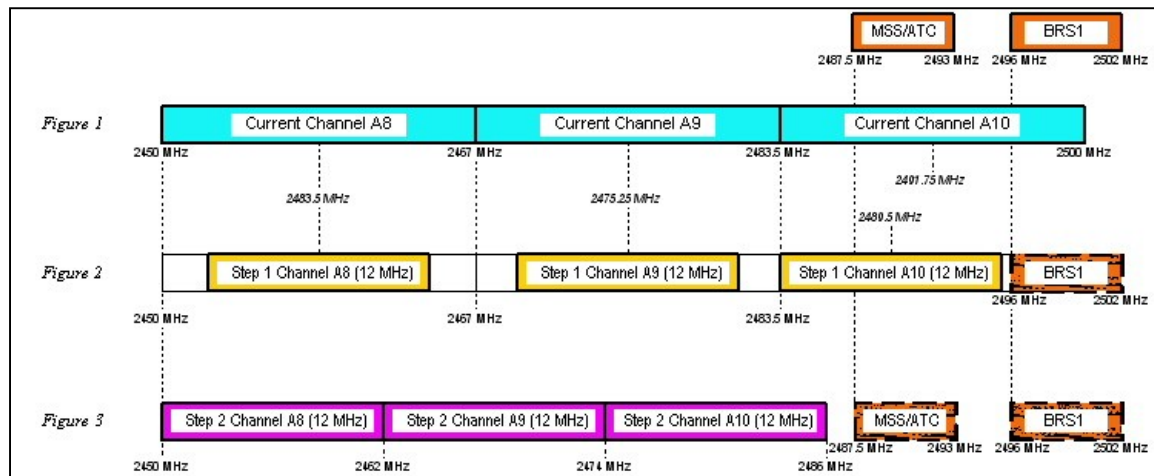 MSS/ATC BRS1
2487.5 MHz 2493 MHz 2496 MHz 2502 MHz
Figure 1 Current Channel A8 Current Channel A9 Current Channel A10
2450 MHz 2467 MHz 2483.5 MHz 2500 MHz
2401.75 MHz
2483.5 MHz 2475.25 MHz
2489.5 MHz
Figure 2 Step 1 Channel A8 (12 MHz) Step 1 Channel A9 (12 MHz) Step 1 Channel A10 (12 MHz) BRS1
2496 MHz 2502 MHz
2450 MHz 2467 MHz 2483.5 MHz
Figure 3 Step 2 Channel A8 (12 MHz) Step 2 Channel A9 (12 MHz) Step 2 Channel A10 (12 MHz) MSS/ATC BRS1
2487.5 MHz 2493 MHz 2496 MHz 2502 MHz
2450 MHz 2462 MHz 2474 MHz 2486 MHz